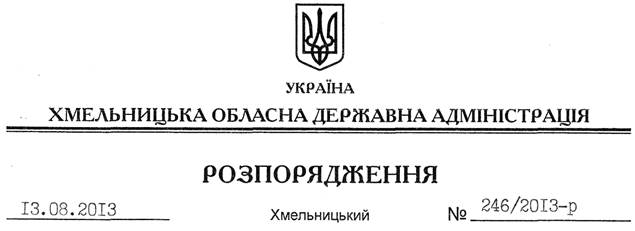 УКРАЇНА
ХМЕЛЬНИЦЬКА ОБЛАСНА ДЕРЖАВНА АДМІНІСТРАЦІЯ
РОЗПОРЯДЖЕННЯ
13.08.2013 Хмельницький № 246/2013-р